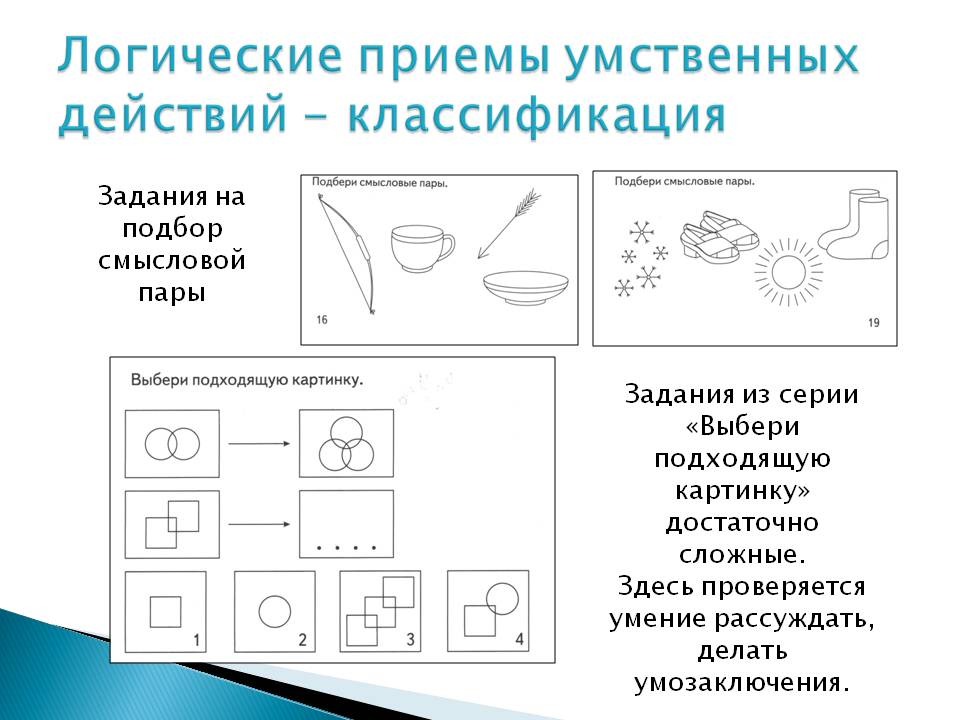 Логические приемы умственных
действий – классификация
Задания на
подбор
смысловой
пары
Подбери смысловые пары.
16
Подбери смысловые пары.
19
Выбери подходящую картинку.
. . . .
1
2
3
4
Задания из серии
«Выбери
подходящую
картинку»
достаточно
сложные.
Здесь проверяется
умение рассуждать,
делать
умозаключения.